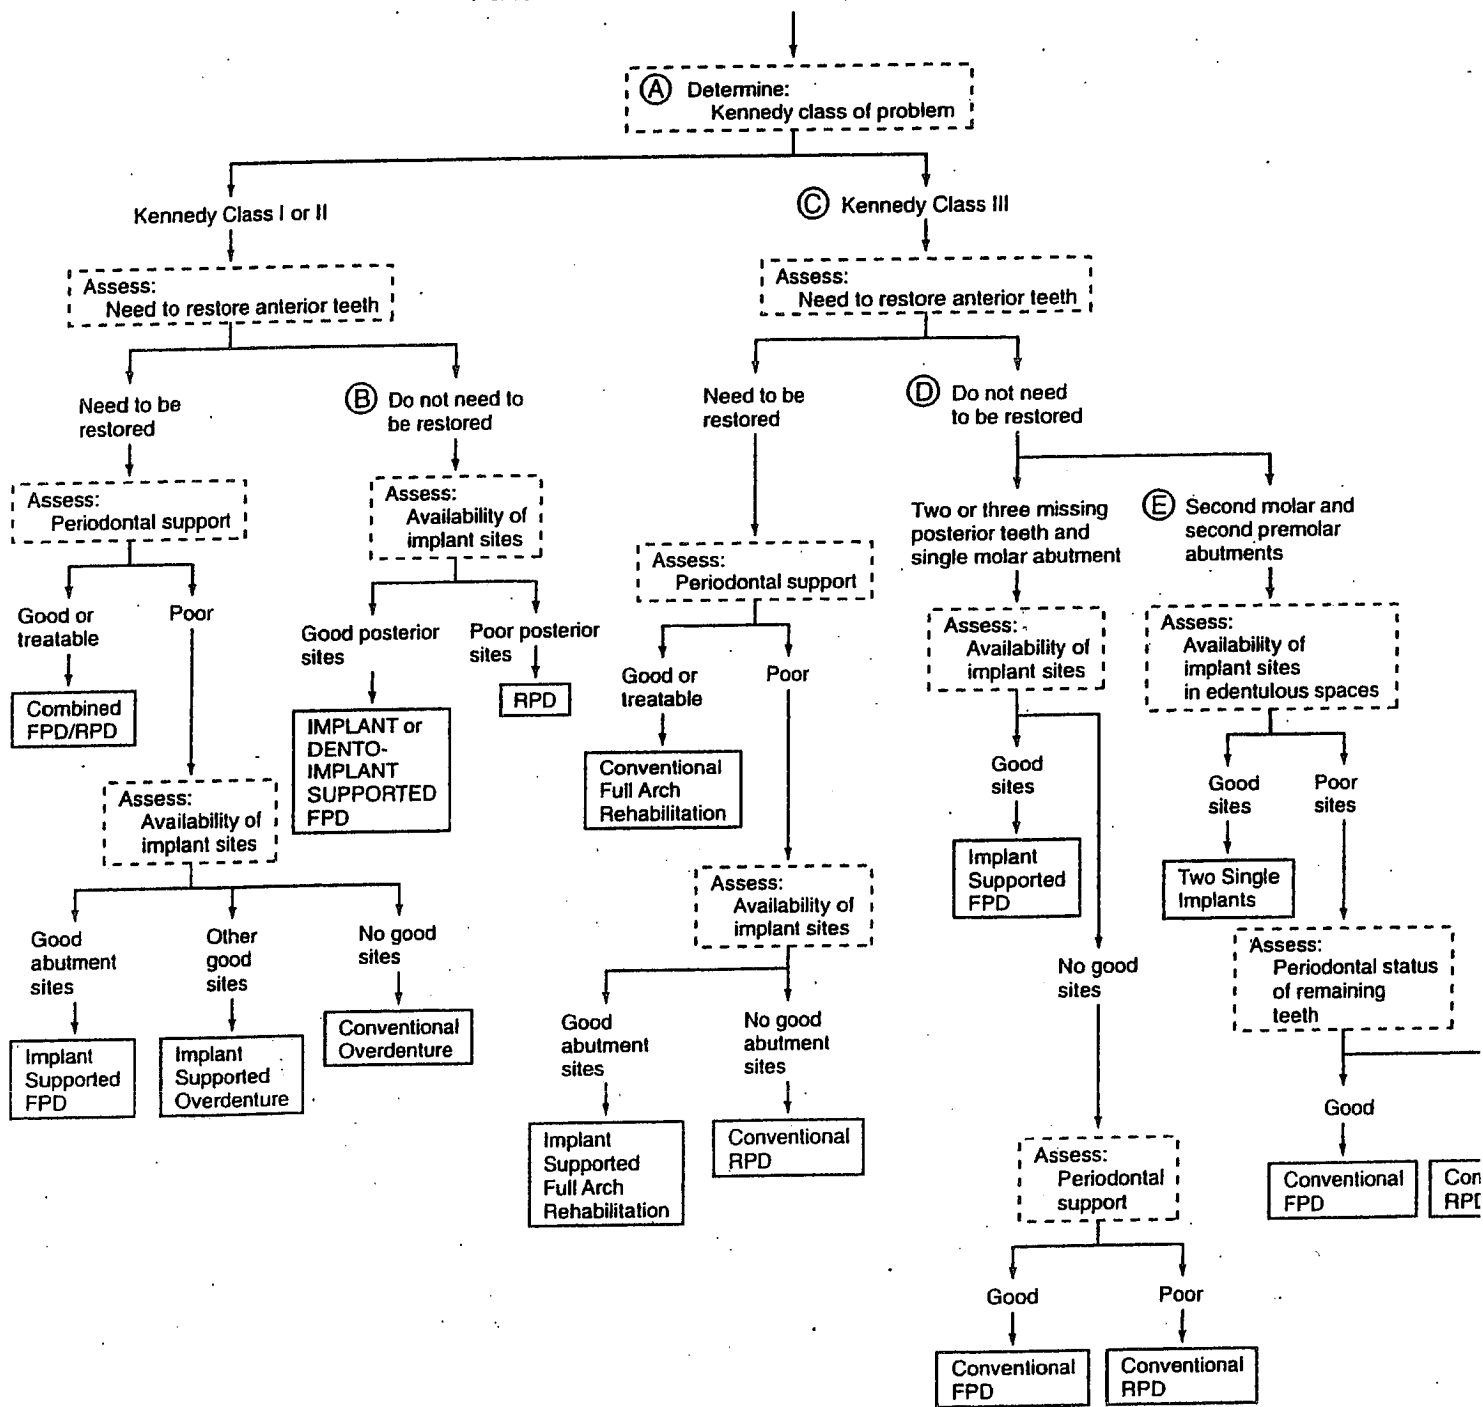 A Determine:
Kennedy class of problem
Kennedy Class I or II
C Kennedy Class III
Assess:
Need to restore anterior teeth
Assess:
Need to restore anterior teeth
Need to be
restored
B Do not need to
be restored
Need to be
restored
D Do not need
to be restored
Assess:
Periodontal support
Assess:
Availability of
implant sites
Two or three missing
posterior teeth and
single molar abutment
E Second molar and
second premolar
abutments
Assess:
Periodontal support
Good or
treatable
Poor
Good posterior
sites
Poor posterior
sites
Assess:
Availability of
implant sites
Assess:
Availability of
implant sites
in edentulous spaces
Good or
treatable
Poor
Combined
FPD/RPD
IMPLANT or
DENTO-
IMPLANT
SUPPORTED
FPD
RPD
Conventional
Full Arch
Rehabilitation
Good
sites
Good
sites
Poor
sites
Assess:
Availability of
implant sites
Assess:
Availability of
implant sites
Implant
Supported
FPD
Two Single
Implants
Good
abutment
sites
Other
good
sites
No good
sites
No good
sites
Assess:
Periodontal status
of remaining
teeth
Implant
Supported
FPD
Implant
Supported
Overdenture
Conventional
Overdenture
Good
abutment
sites
No good
abutment
sites
Good
Implant
Supported
Full Arch
Rehabilitation
Conventional
RPD
Assess:
Periodontal
support
Conventional
FPD
Con
RPD
Good
Poor
Conventional
FPD
Conventional
RPD